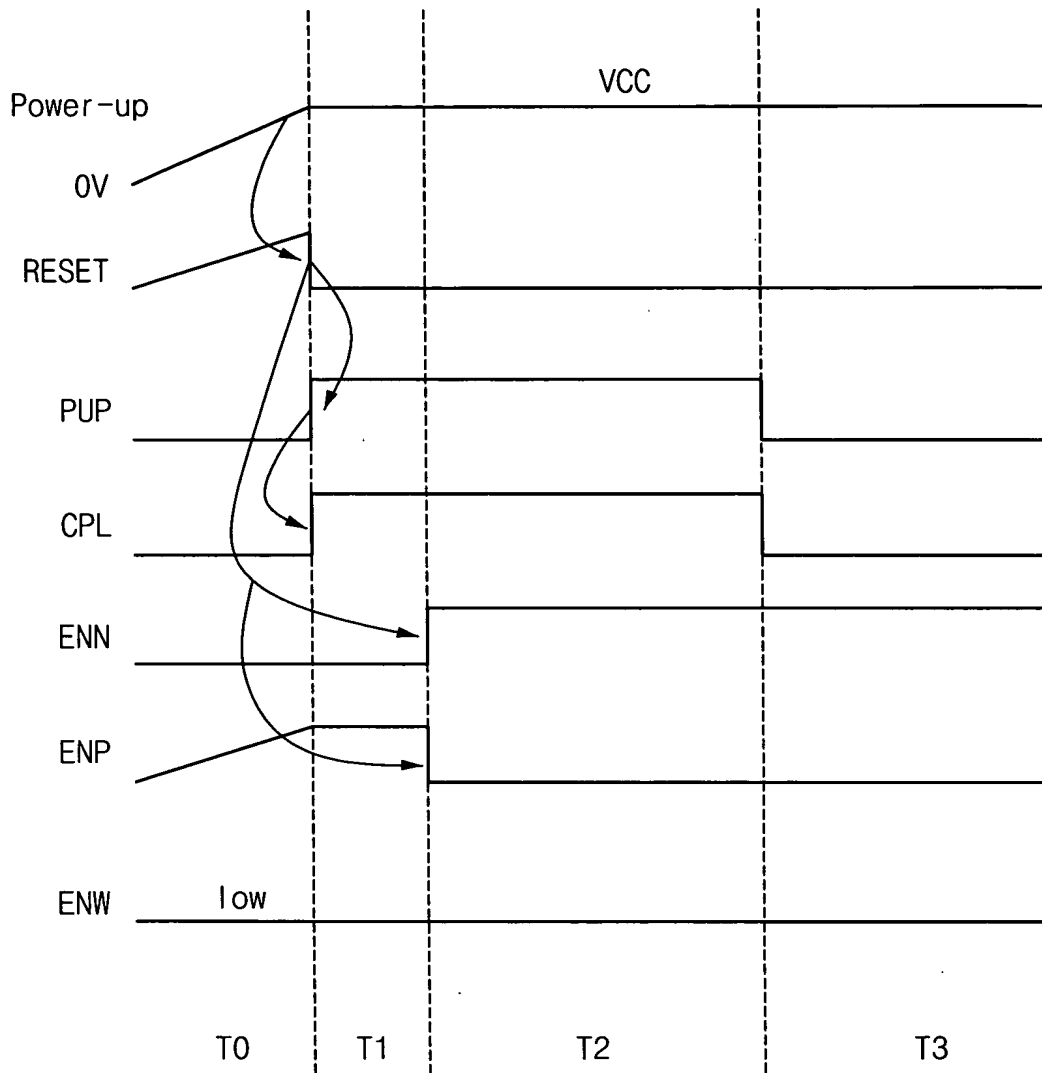 VCC
Power-up
0V
RESET
PUP
CPL
ENN
ENP
low
ENW
T0 T1 T2 T3